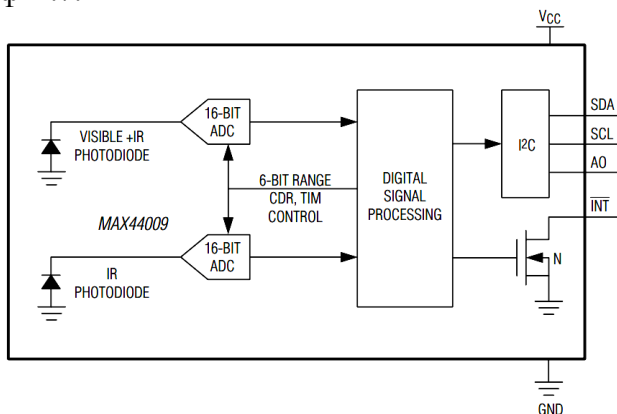 VCC
VISIBLE +IR
PHOTODIODE
16-BIT
ADC
6-BIT RANGE
CDR, TIM
CONTROL
MAX44009
16-BIT
ADC
IR
PHOTODIODE
DIGITAL
SIGNAL
PROCESSING
I2C
SDA
SCL
AO
INT
N
GND